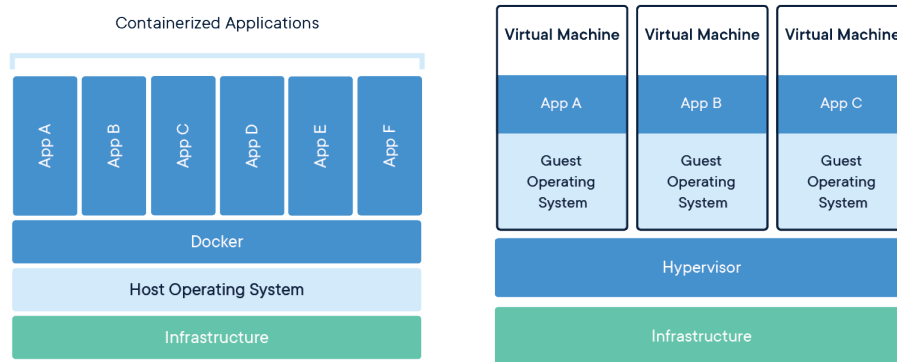 Containerized Applications
App A
App B
App C
App D
App E
App F
Docker
Host Operating System
Infrastructure
Virtual Machine
App A
Guest
Operating
System
Virtual Machine
App B
Guest
Operating
System
Virtual Machine
App C
Guest
Operating
System
Hypervisor
Infrastructure